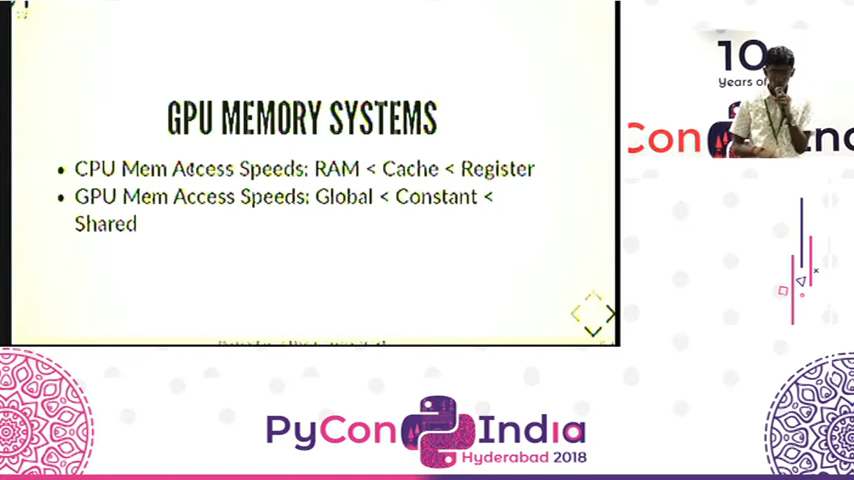 GPU MEMORY SYSTEMS
• CPU Mem Access Speeds: RAM < Cache < Register
• GPU Mem Access Speeds: Global < Constant <
Shared
10
Years of
Con
PyCon India
Hyderabad 2018